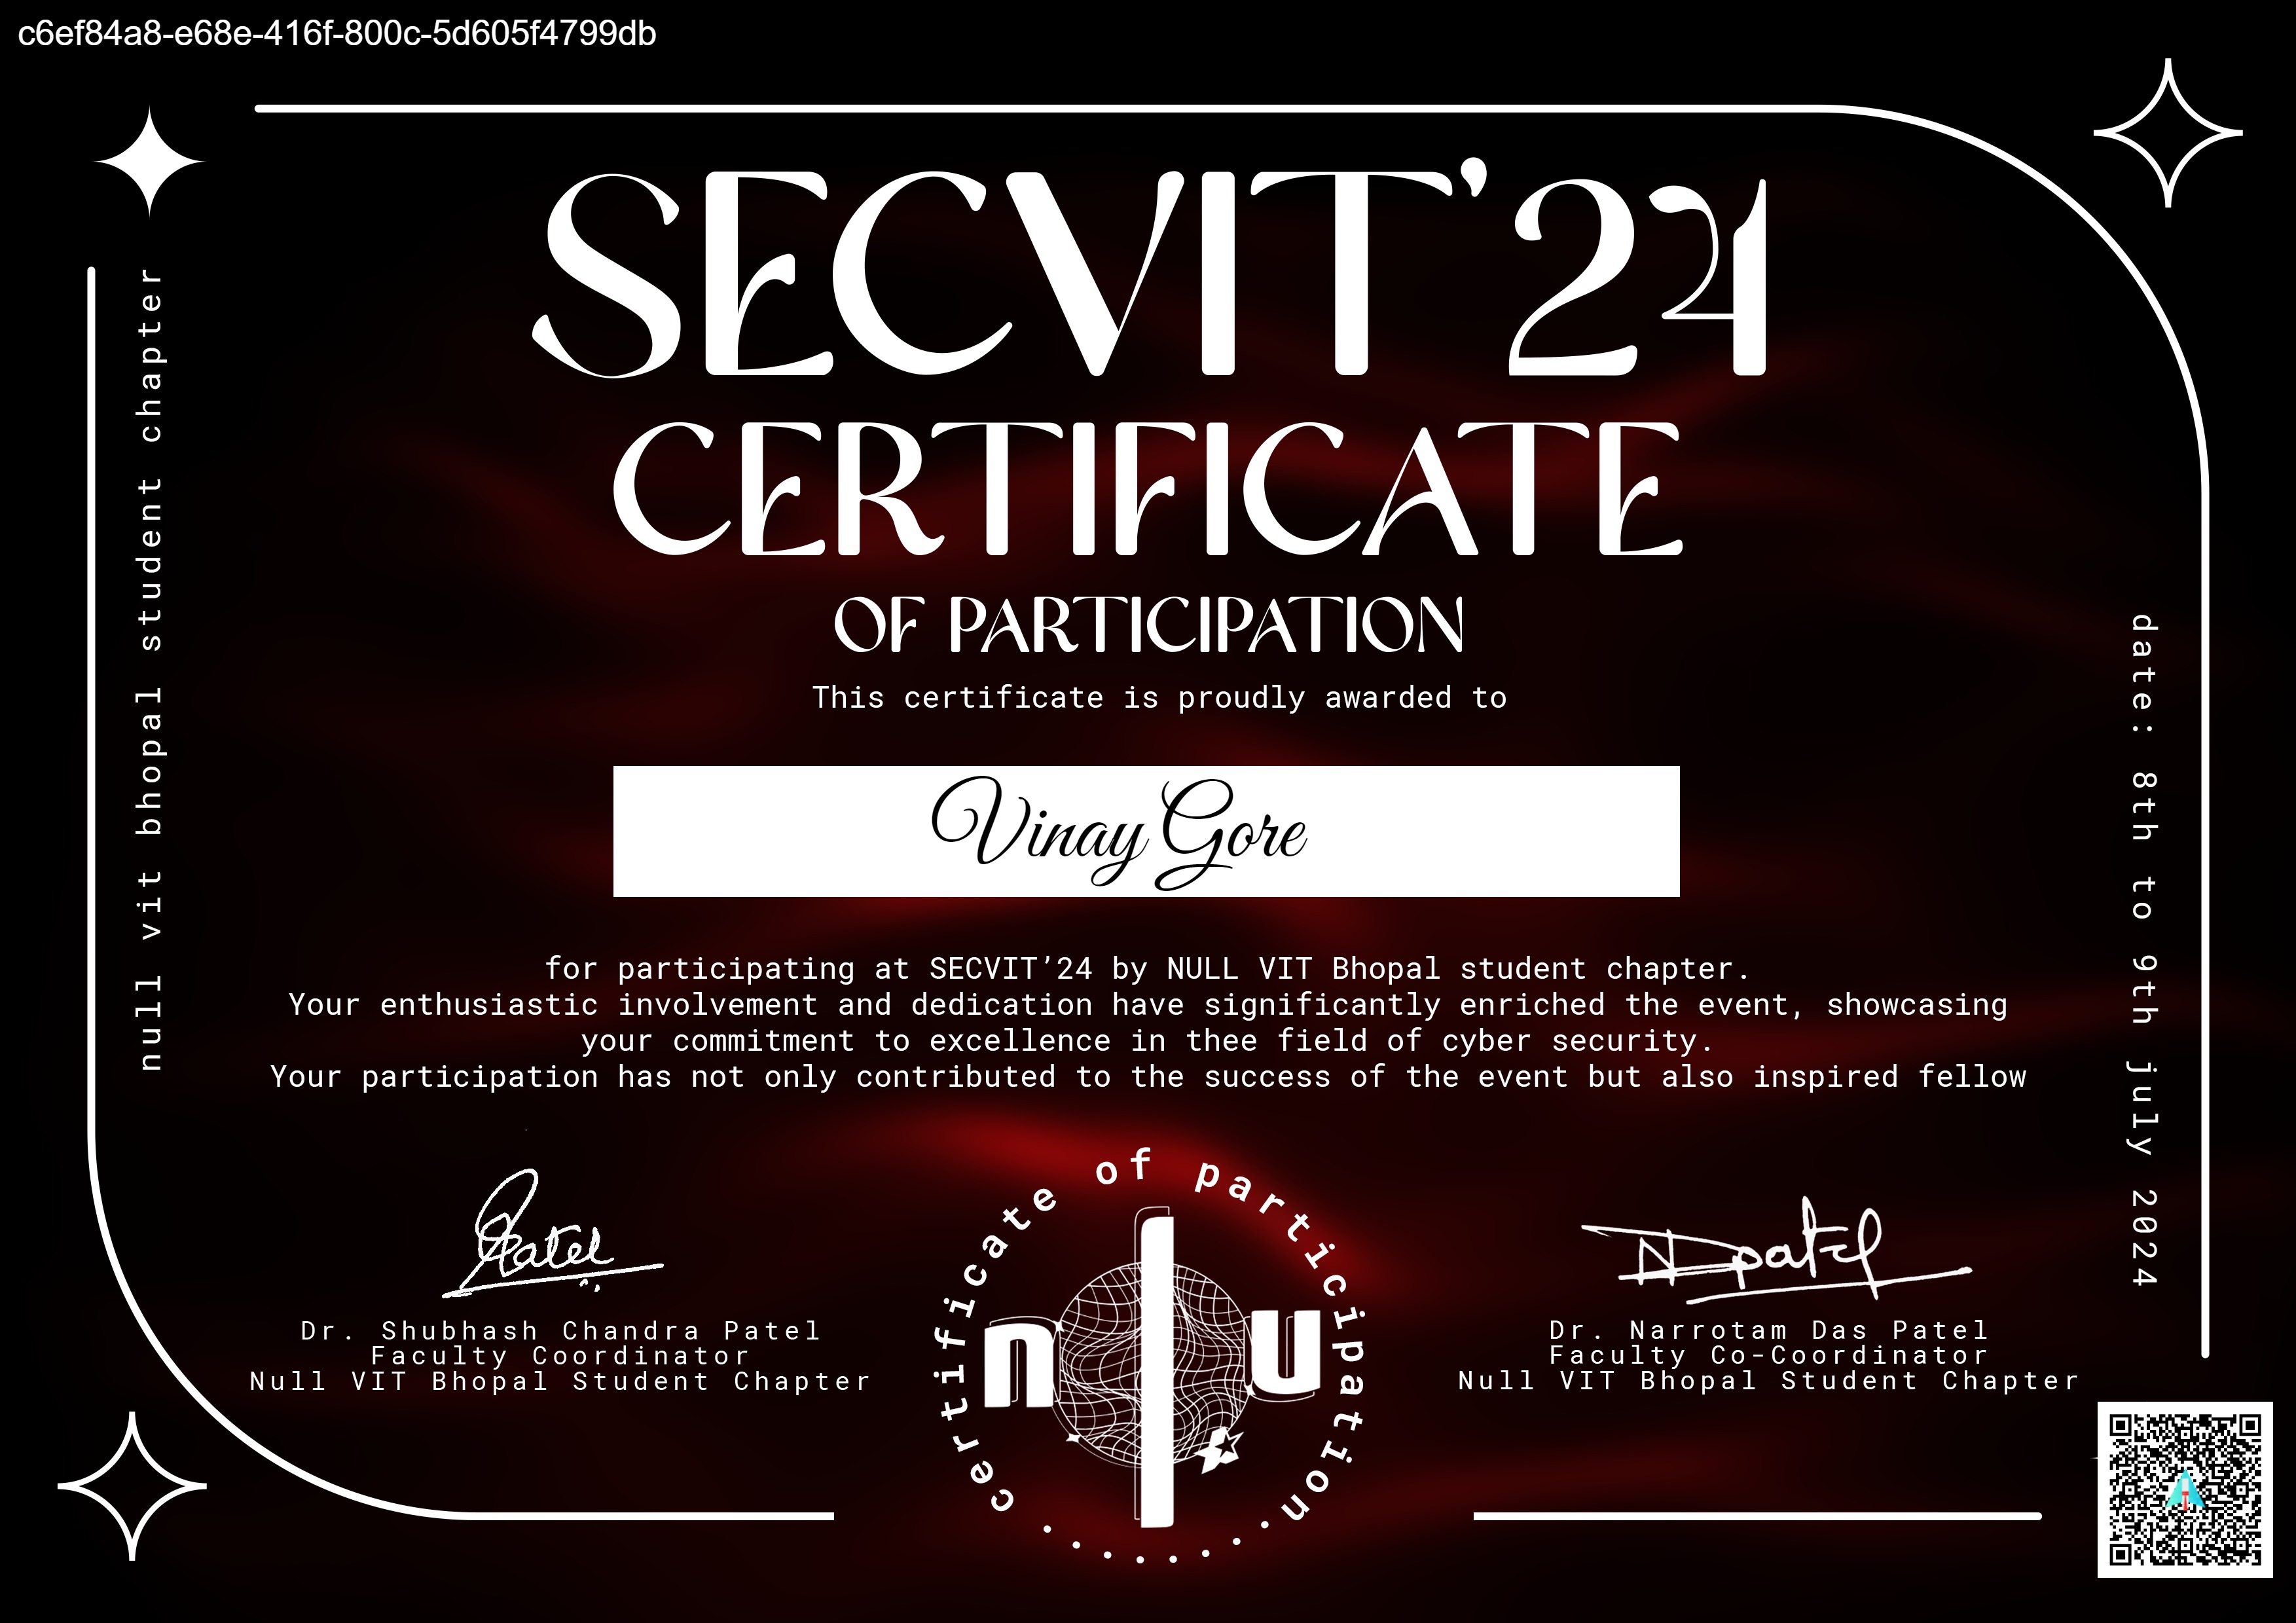 c6ef84a8-e68e-416f-800c-5d605f4799db
SECVIT’24
CERTIFICATE
OF PARTICIPATION
This certificate is proudly awarded to
Vinay Gore
for participating at SECVIT’24 by NULL VIT Bhopal student chapter.
Your enthusiastic involvement and dedication have significantly enriched the event, showcasing
your commitment to excellence in thee field of cyber security.
Your participation has not only contributed to the success of the event but also inspired fellow
null vit bhopal student chapter
date: 8th to 9th july 2024
Patel
Dr. Shubhash Chandra Patel
Faculty Coordinator
Null VIT Bhopal Student Chapter
certificate of participation.......
n u
NDpatel
Dr. Narrotam Das Patel
Faculty Co-Coordinator
Null VIT Bhopal Student Chapter